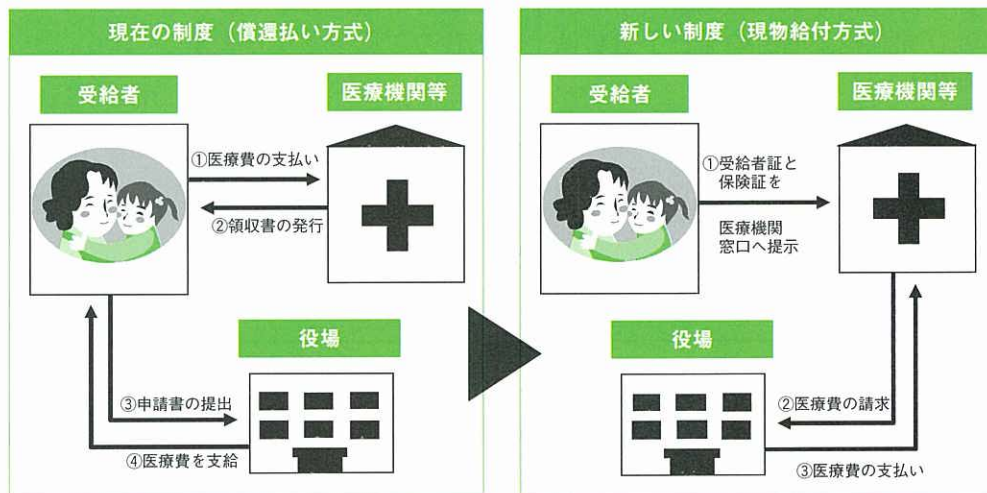 現在の制度（償還払い方式）
受給者
医療機関等
①医療費の支払い
②領収書の発行
役場
③申請書の提出
④医療費を支給
新しい制度（現物給付方式）
受給者
医療機関等
①受給者証と
保険証を
医療機関
窓口へ提示
役場
②医療費の請求
③医療費の支払い